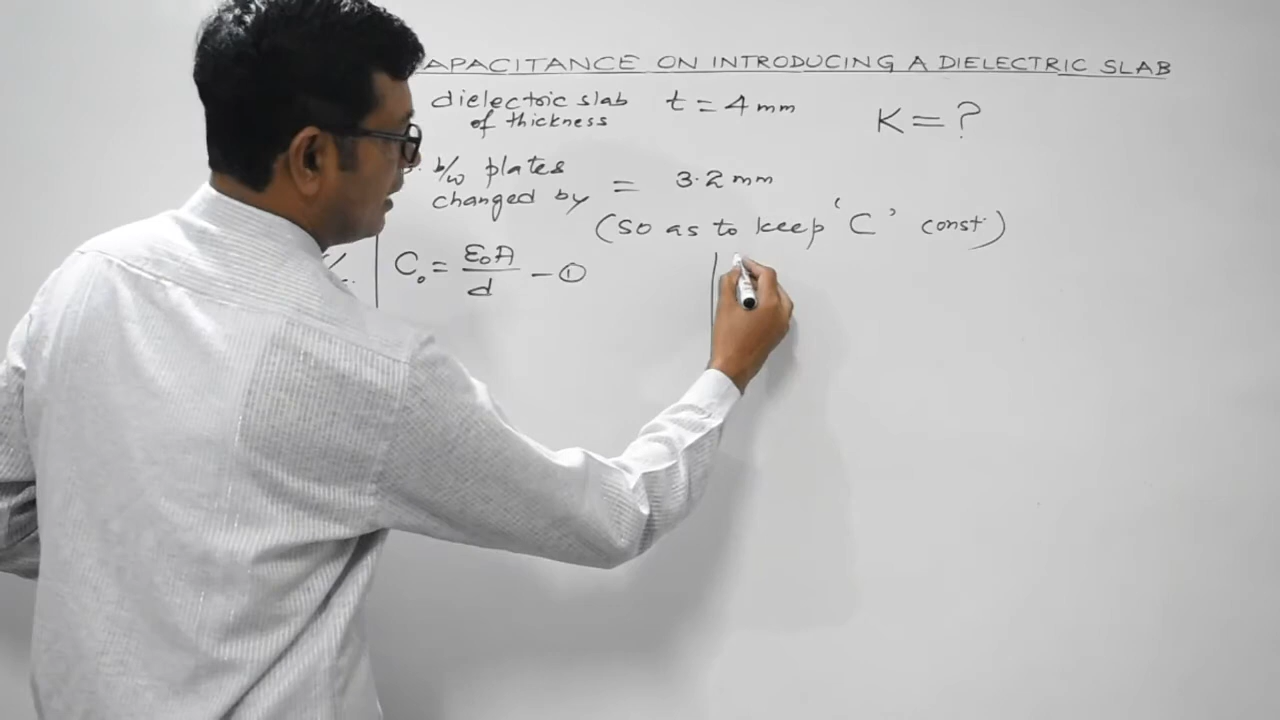 APACITANCE ON INTRODUCING A DIELECTRIC SLAB
dielectric slab t = 4 mm K = ?
of thickness
b/w plates
changed by = 3.2 mm
(so as to keep 'C' const.)
C₀ = ε₀A/d - ①